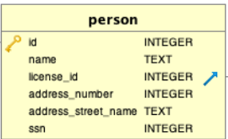 person
id INTEGER
name TEXT
license_id INTEGER
address_number INTEGER
address_street_name TEXT
ssn INTEGER